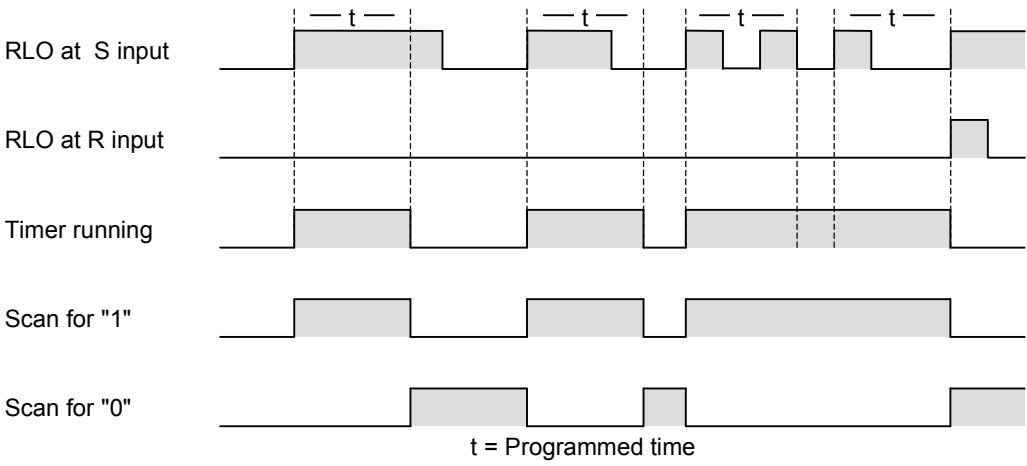 t t t t
RLO at S input
RLO at R input
Timer running
Scan for "1"
Scan for "0"
t = Programmed time